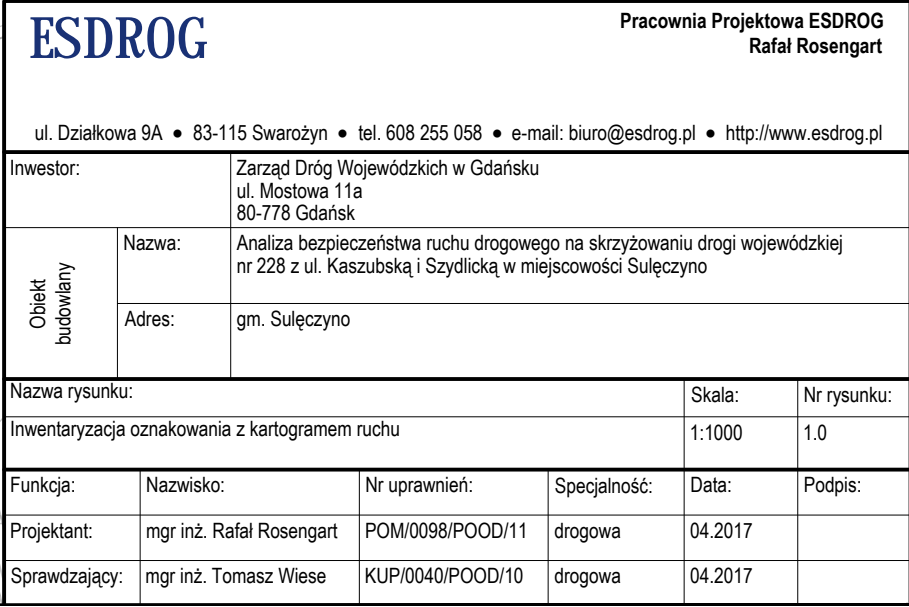 ESDROG
Pracownia Projektowa ESDROG
Rafał Rosengart
ul. Działkowa 9A • 83-115 Swarożyn • tel. 608 255 058 • e-mail: biuro@esdrog.pl • http://www.esdrog.pl
Inwestor:
Zarząd Dróg Wojewódzkich w Gdańsku
ul. Mostowa 11a
80-778 Gdańsk
Obiekt
budowlany
Nazwa:
Analiza bezpieczeństwa ruchu drogowego na skrzyżowaniu drogi wojewódzkiej
nr 228 z ul. Kaszubską i Szydlicką w miejscowości Sulęczyno
Adres:
gm. Sulęczyno
Nazwa rysunku:
Skala:
Nr rysunku:
Inwentaryzacja oznakowania z kartogramem ruchu
1:1000
1.0
Funkcja:
Nazwisko:
Nr uprawnień:
Specjalność:
Data:
Podpis:
Projektant:
mgr inż. Rafał Rosengart
POM/0098/POOD/11
drogowa
04.2017
Sprawdzający:
mgr inż. Tomasz Wiese
KUP/0040/POOD/10
drogowa
04.2017